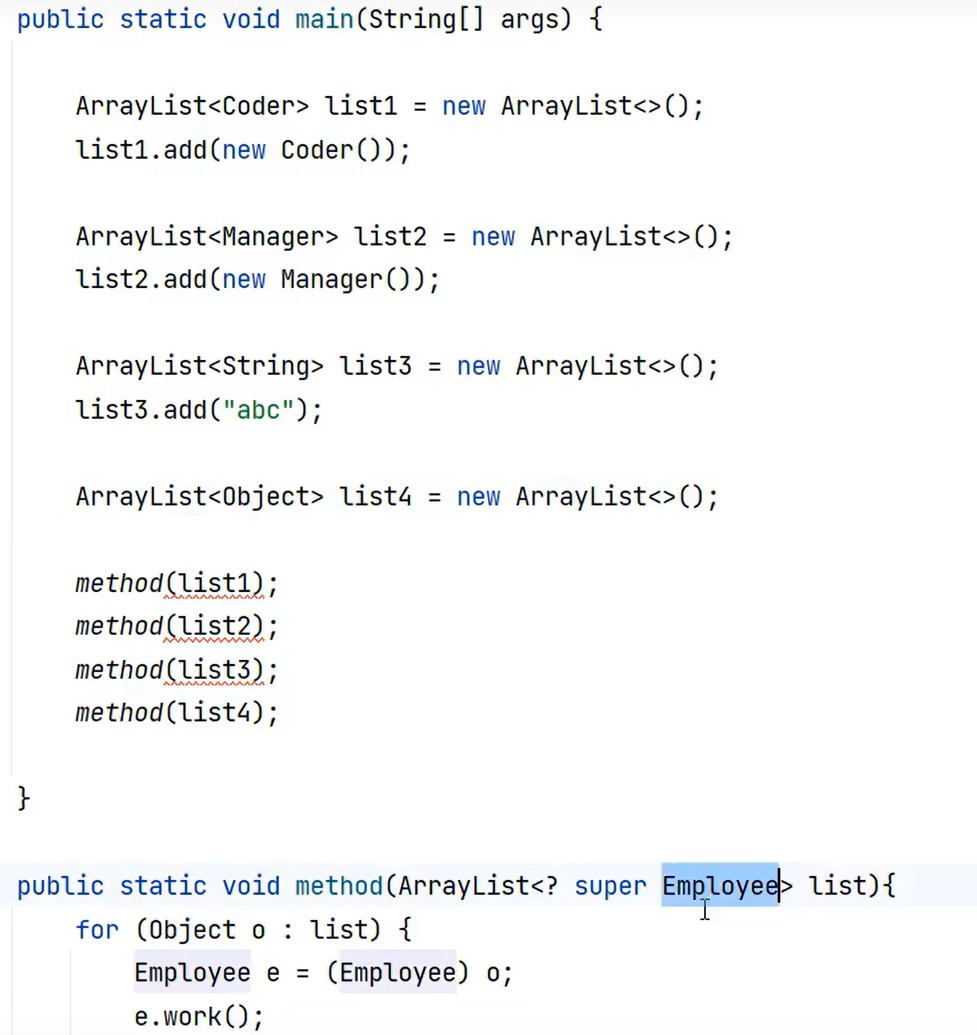 public static void main(String[] args) {
ArrayList<Coder> list1 = new ArrayList<>();
list1.add(new Coder());
ArrayList<Manager> list2 = new ArrayList<>();
list2.add(new Manager());
ArrayList<String> list3 = new ArrayList<>();
list3.add("abc");
ArrayList<Object> list4 = new ArrayList<>();
method(list1);
method(list2);
method(list3);
method(list4);
}
public static void method(ArrayList<? super Employee> list){
for (Object o : list) {
Employee e = (Employee) o;
e.work();